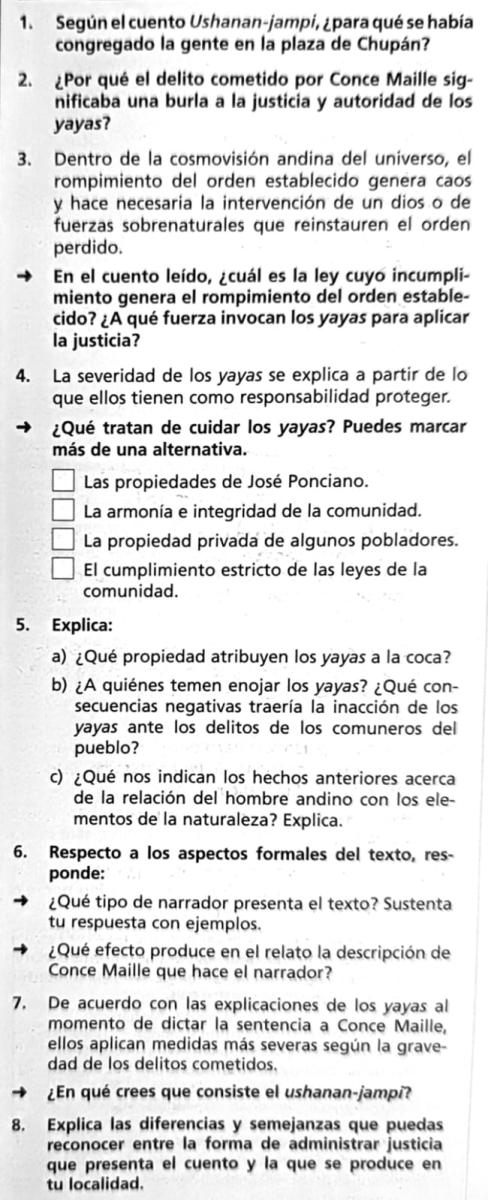 1. Según el cuento Ushanan-jampi, ¿para qué se había
congregado la gente en la plaza de Chupán?
2. ¿Por qué el delito cometido por Conce Maille sig-
nificaba una burla a la justicia y autoridad de los
yayas?
3. Dentro de la cosmovisión andina del universo, el
rompimiento del orden establecido genera caos
y hace necesaria la intervención de un dios o de
fuerzas sobrenaturales que reinstauren el orden
perdido.
→ En el cuento leído, ¿cuál es la ley cuyo incumpli-
miento genera el rompimiento del orden estable-
cido? ¿A qué fuerza invocan los yayas para aplicar
la justicia?
4. La severidad de los yayas se explica a partir de lo
que ellos tienen como responsabilidad proteger.
→ ¿Qué tratan de cuidar los yayas? Puedes marcar
más de una alternativa.
Las propiedades de José Ponciano.
La armonía e integridad de la comunidad.
La propiedad privada de algunos pobladores.
El cumplimiento estricto de las leyes de la
comunidad.
5. Explica:
a) ¿Qué propiedad atribuyen los yayas a la coca?
b) ¿A quiénes temen enojar los yayas? ¿Qué con-
secuencias negativas traería la inacción de los
yayas ante los delitos de los comuneros del
pueblo?
c) ¿Qué nos indican los hechos anteriores acerca
de la relación del hombre andino con los ele-
mentos de la naturaleza? Explica.
6. Respecto a los aspectos formales del texto, res-
ponde:
→ ¿Qué tipo de narrador presenta el texto? Sustenta
tu respuesta con ejemplos.
→ ¿Qué efecto produce en el relato la descripción de
Conce Maille que hace el narrador?
7. De acuerdo con las explicaciones de los yayas al
momento de dictar la sentencia a Conce Maille,
ellos aplican medidas más severas según la grave-
dad de los delitos cometidos.
→ ¿En qué crees que consiste el ushanan-jampi?
8. Explica las diferencias y semejanzas que puedas
reconocer entre la forma de administrar justicia
que presenta el cuento y la que se produce en
tu localidad.